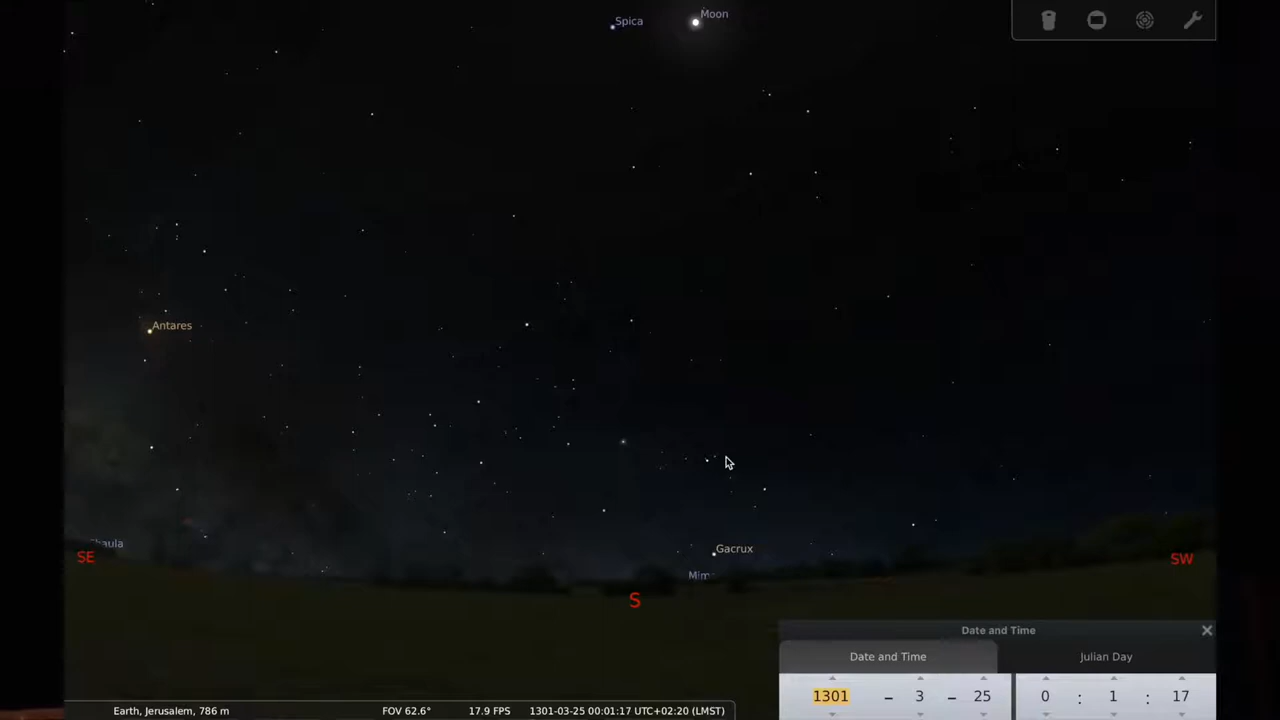 Moon
Spica
Antares
Shaula
SE
Gacrux
SW
Mim
S
Date and Time
Date and Time
Julian Day
1301 – 3 – 25
0 : 1 : 17
Earth, Jerusalem, 786 m
FOV 62.6°
17.9 FPS
1301-03-25 00:01:17 UTC+02:20 (LMST)